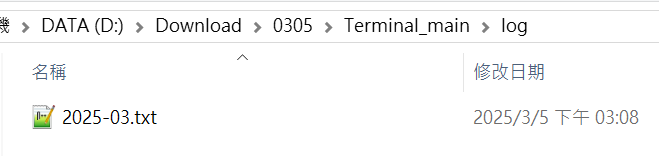 機 > DATA (D:) > Download > 0305 > Terminal_main > log
名稱 修改日期
2025-03.txt 2025/3/5 下午 03:08